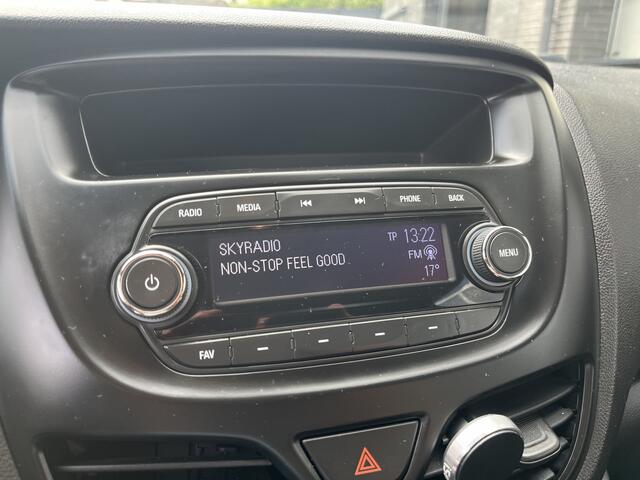 RADIO MEDIA PHONE BACK
SKYRADIO TP 13:22
NON-STOP FEEL GOOD FM
17°
MENU
FAV